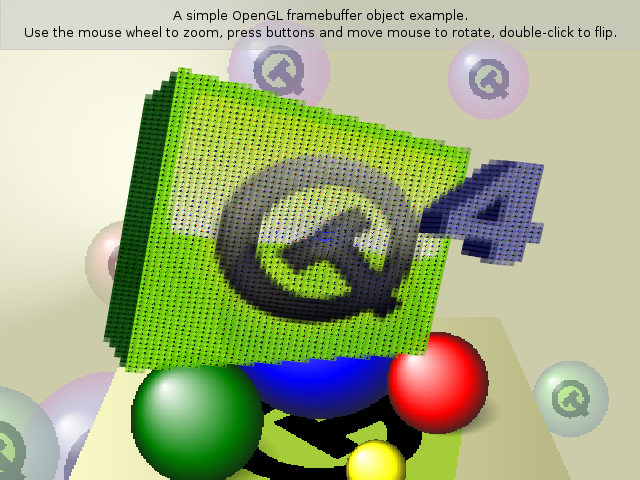 A simple OpenGL framebuffer object example.
Use the mouse wheel to zoom, press buttons and move mouse to rotate, double-click to flip.
4